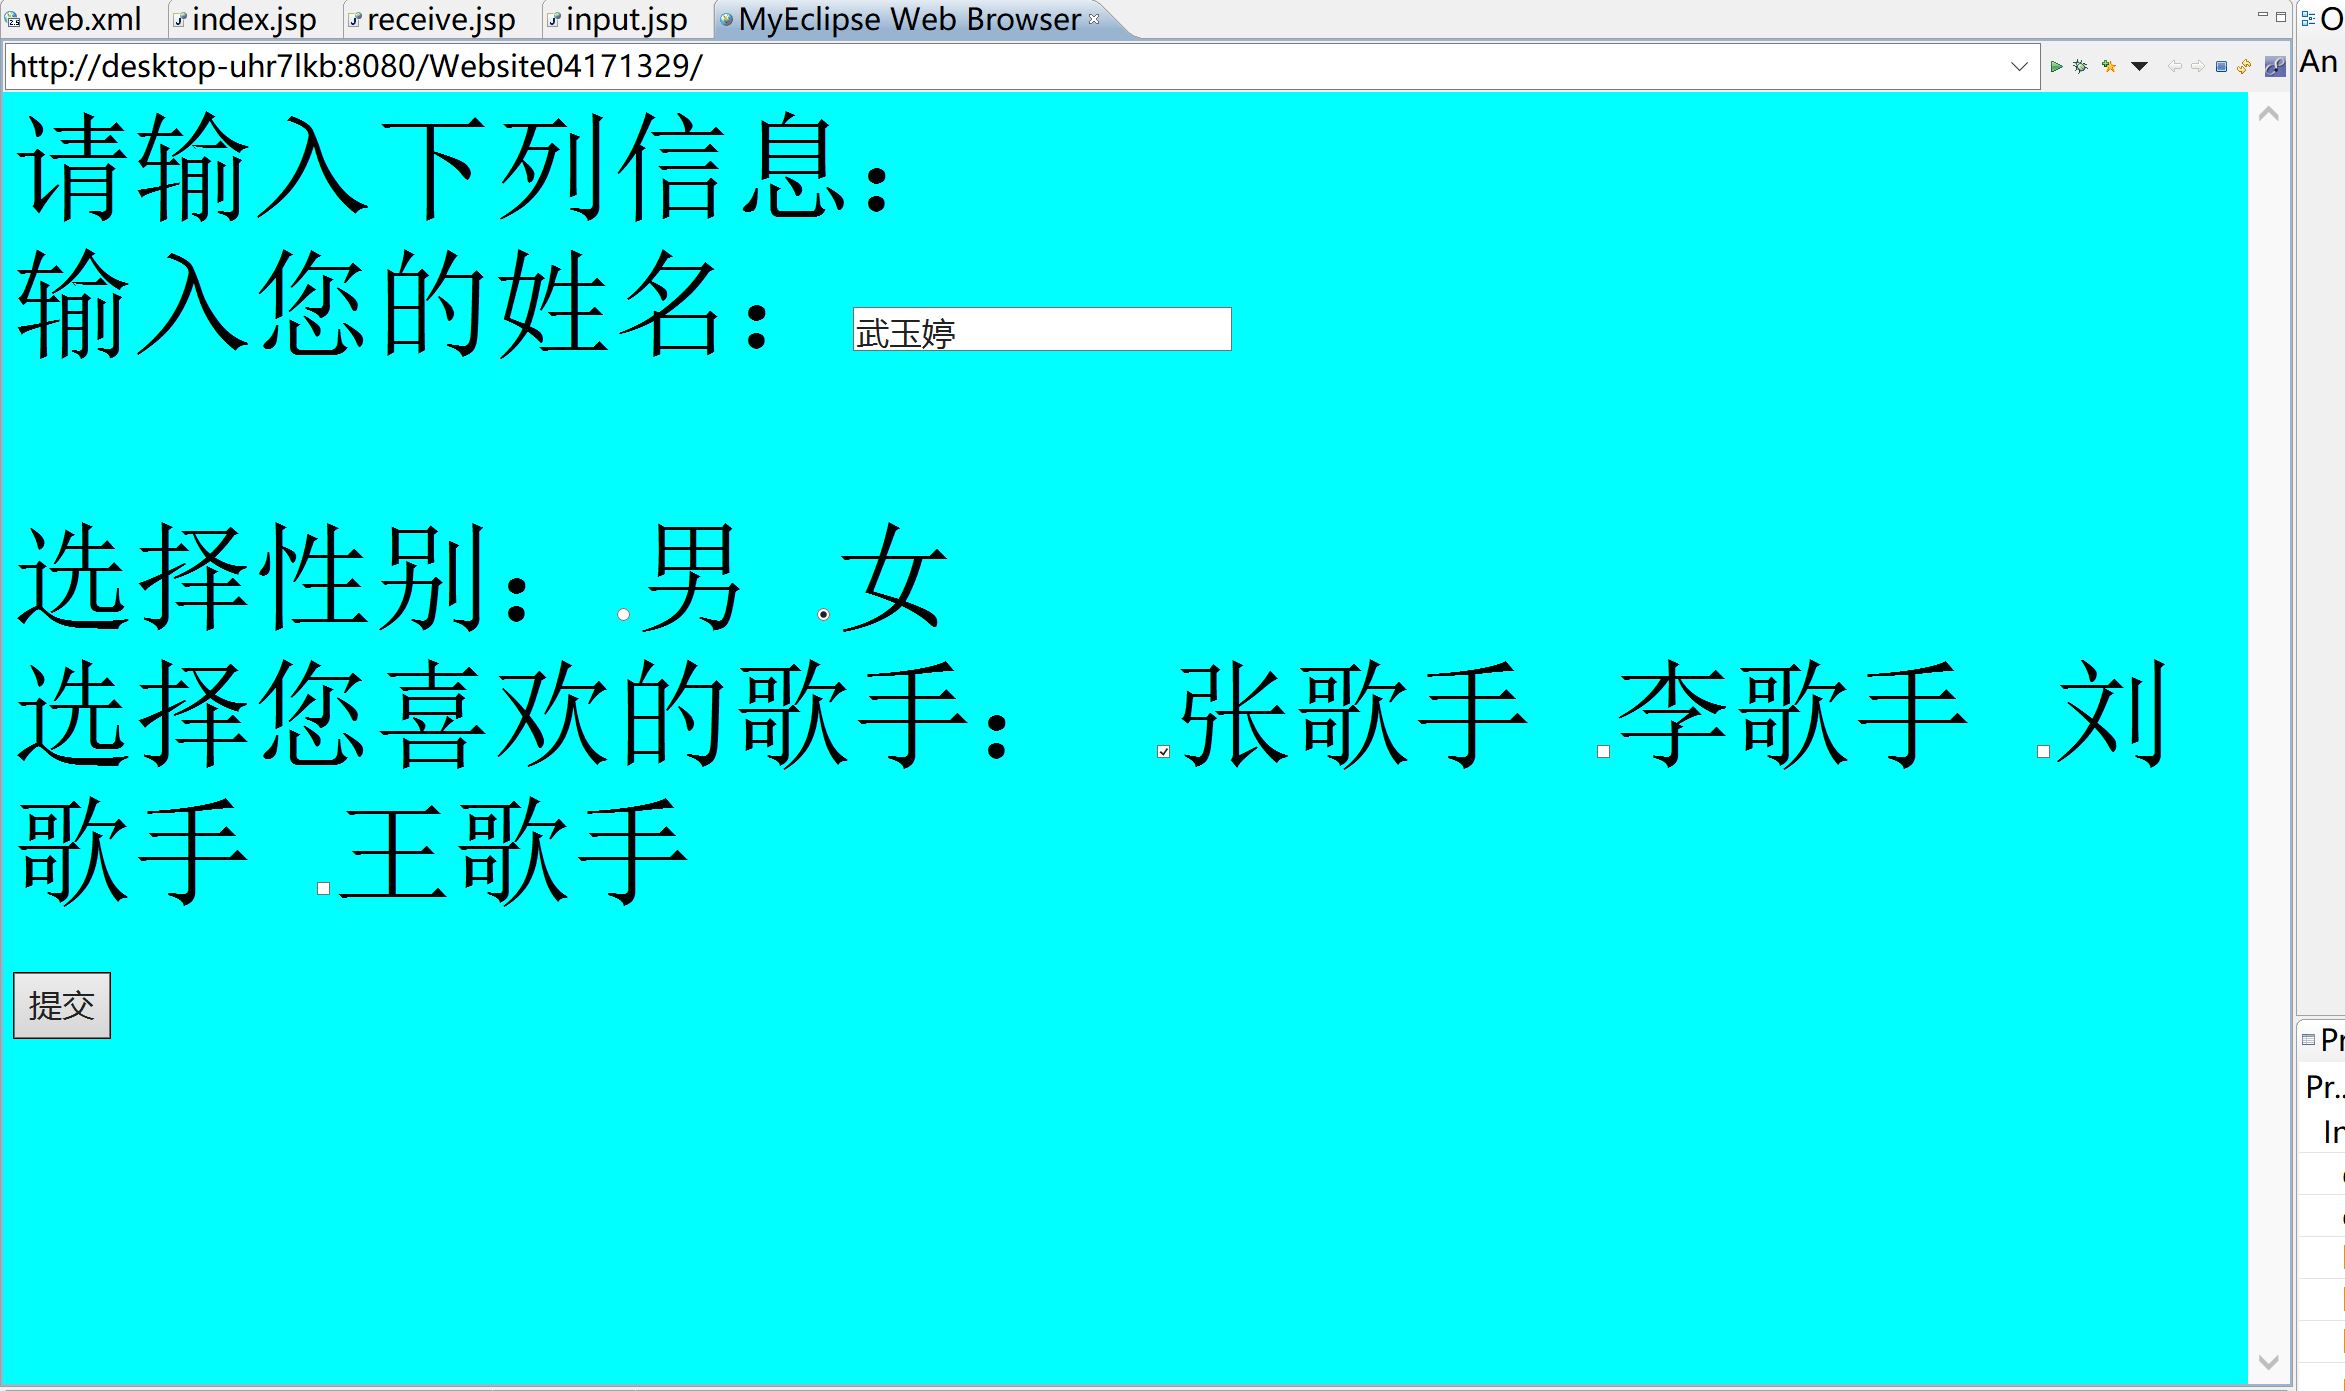 web.xml index.jsp receive.jsp input.jsp MyEclipse Web Browser
http://desktop-uhr7lkb:8080/Website04171329/
An
请输入下列信息：
输入您的姓名： 武玉婷
选择性别： 男 女
选择您喜欢的歌手： 张歌手 李歌手 刘
歌手 王歌手
提交
Pr..